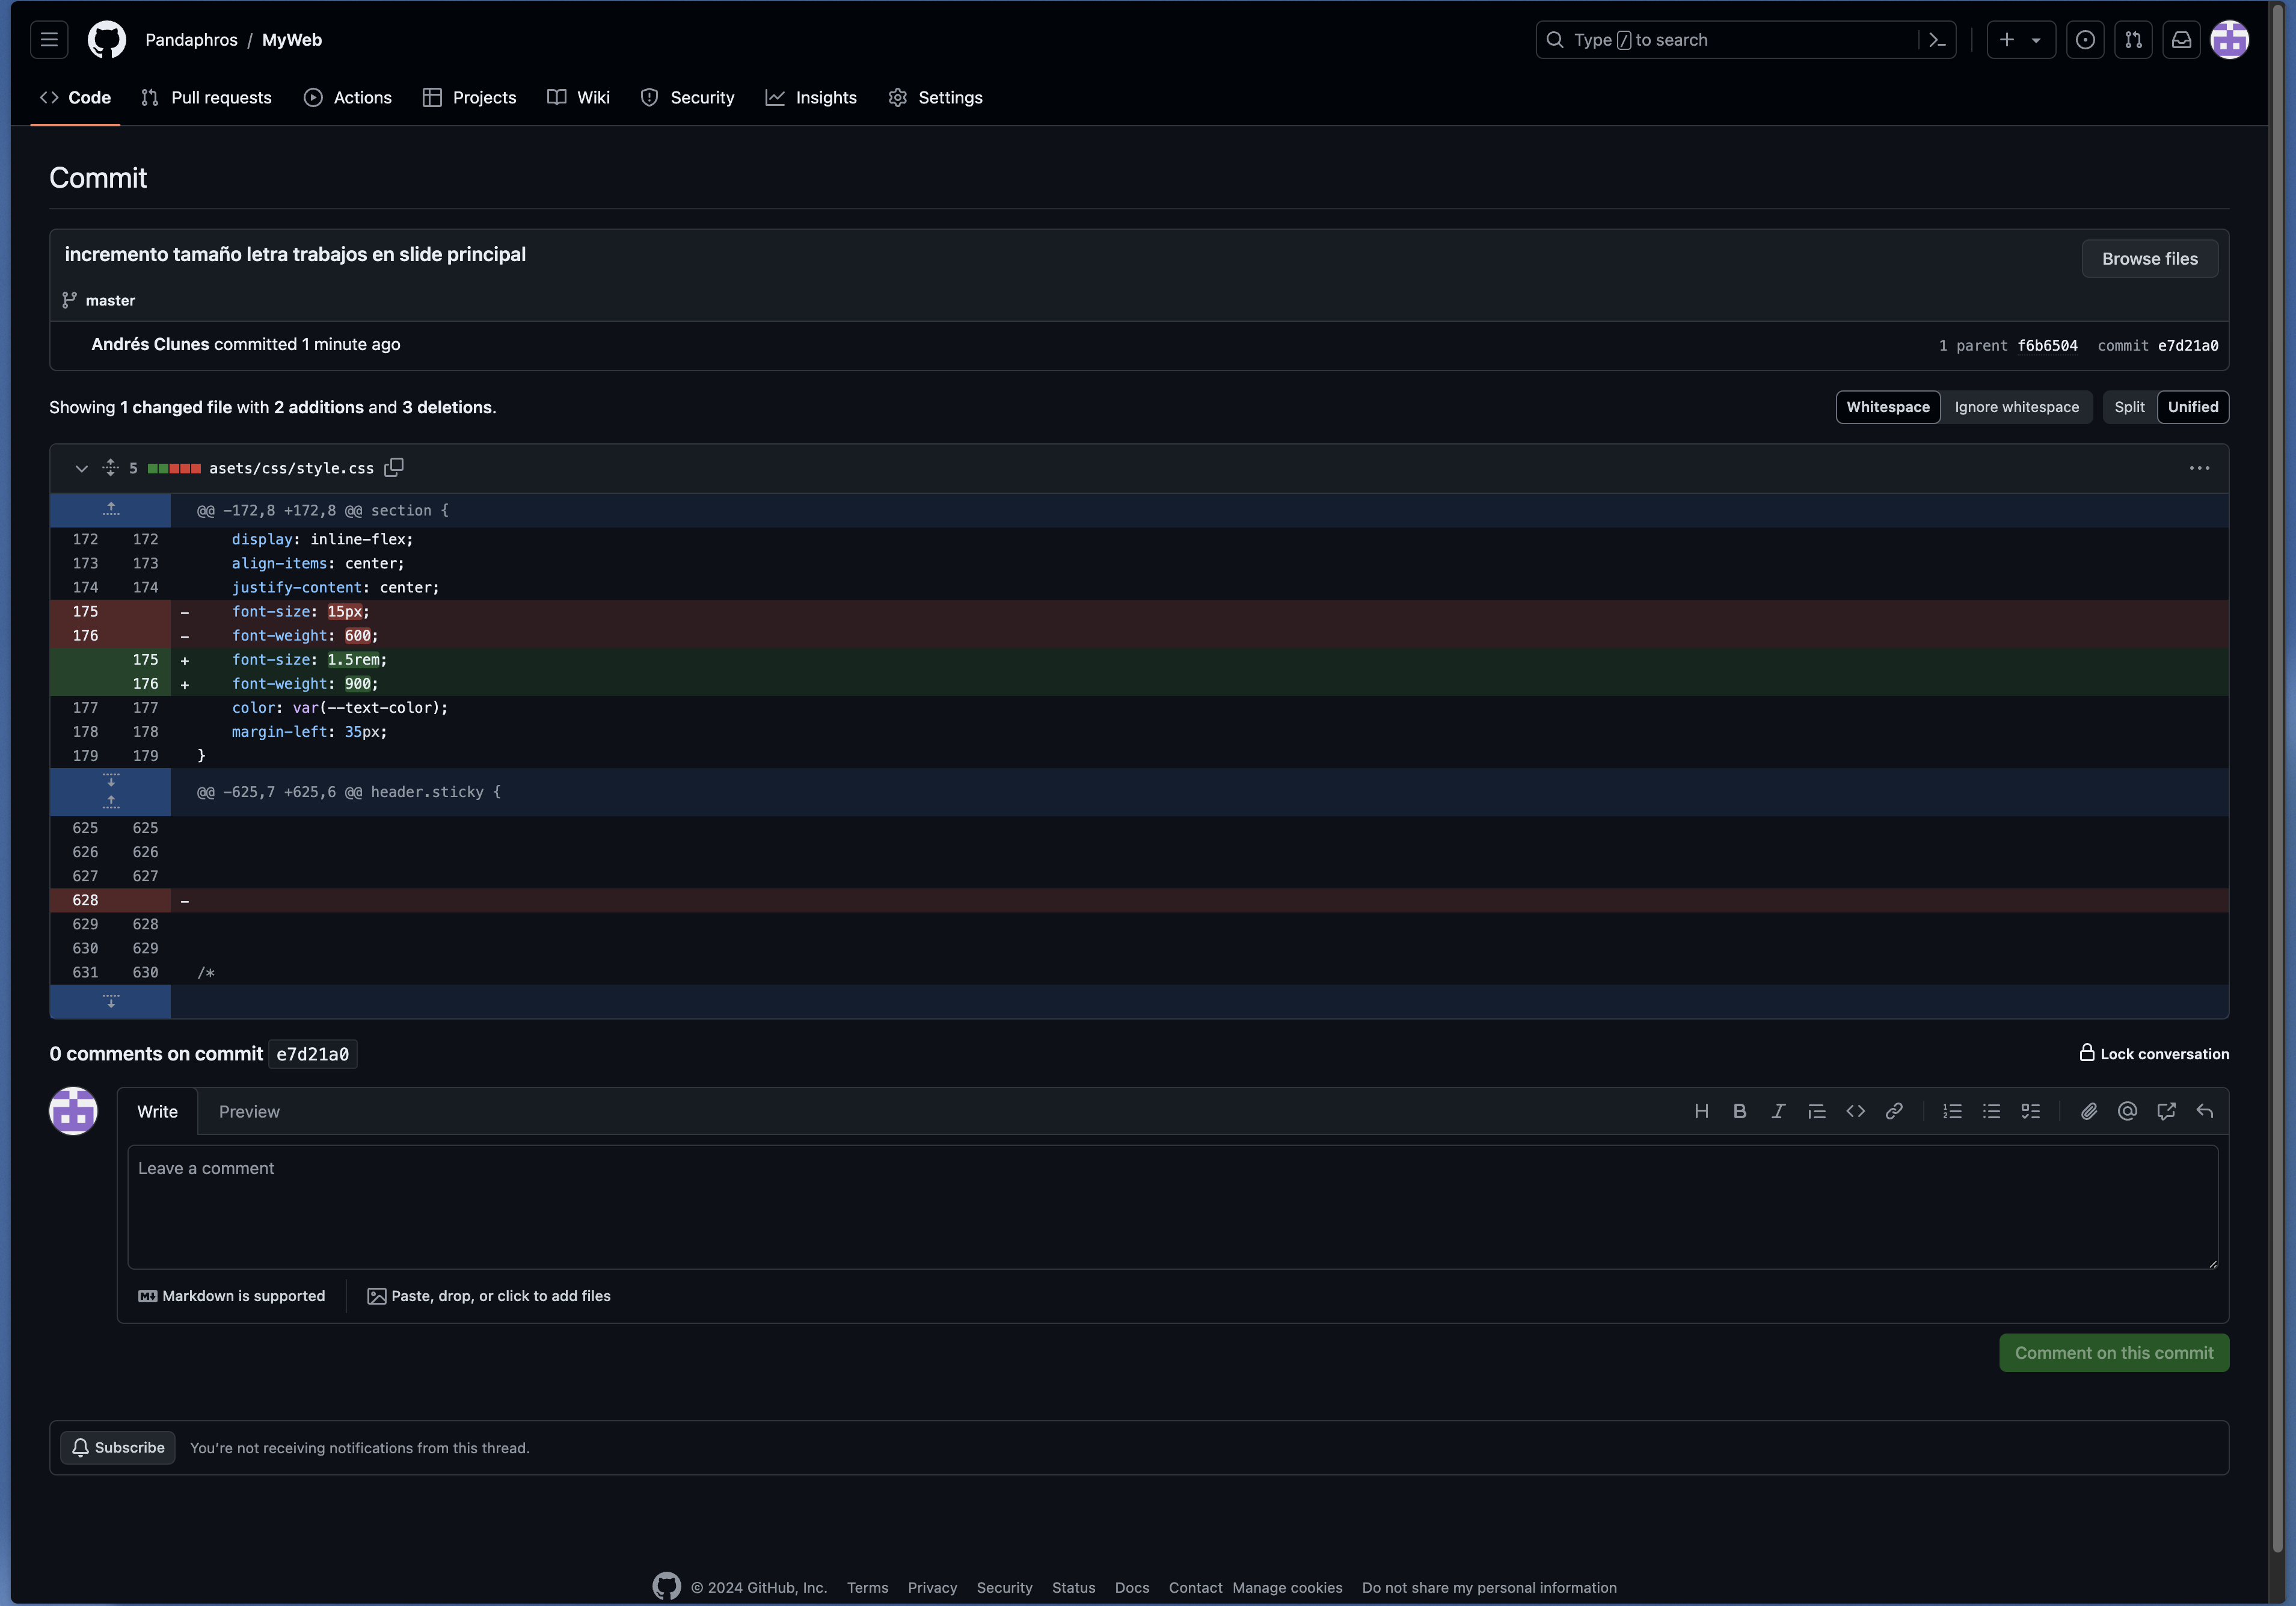 Pandaphros / MyWeb
Type / to search
Code Pull requests Actions Projects Wiki Security Insights Settings
Commit
incremento tamaño letra trabajos en slide principal
Browse files
master
Andrés Clunes committed 1 minute ago
1 parent f6b6504 commit e7d21a0
Showing 1 changed file with 2 additions and 3 deletions.
Whitespace Ignore whitespace Split Unified
5 asets/css/style.css
@@ -172,8 +172,8 @@ section {
172 172 display: inline-flex;
173 173 align-items: center;
174 174 justify-content: center;
175 - font-size: 15px;
176 - font-weight: 600;
175 + font-size: 1.5rem;
176 + font-weight: 900;
177 177 color: var(--text-color);
178 178 margin-left: 35px;
179 179 }
@@ -625,7 +625,6 @@ header.sticky {
625 625
626 626
627 627
628 -
629 628
630 629
631 630 /*
0 comments on commit e7d21a0
Lock conversation
Write Preview
Leave a comment
Markdown is supported
Paste, drop, or click to add files
Comment on this commit
Subscribe You're not receiving notifications from this thread.
© 2024 GitHub, Inc. Terms Privacy Security Status Docs Contact Manage cookies Do not share my personal information